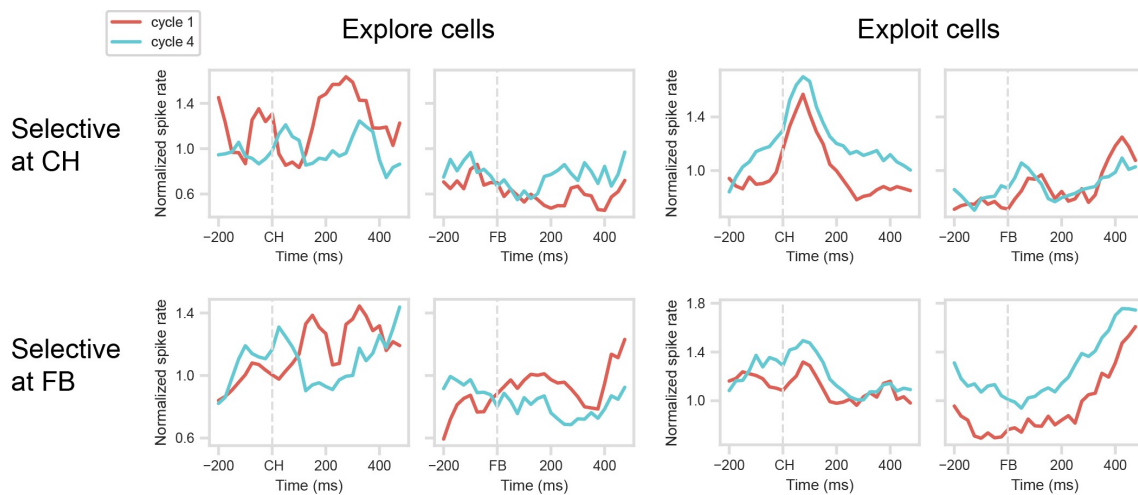 cycle 1
cycle 4
Explore cells
Exploit cells
Selective
at CH
Normalized spike rate
1.4
1.0
0.6
−200 CH 200 400
Time (ms)
−200 FB 200 400
Time (ms)
Normalized spike rate
1.4
1.0
−200 CH 200 400
Time (ms)
−200 FB 200 400
Time (ms)
Selective
at FB
Normalized spike rate
1.4
1.0
0.6
−200 CH 200 400
Time (ms)
−200 FB 200 400
Time (ms)
Normalized spike rate
1.8
1.4
1.0
−200 CH 200 400
Time (ms)
−200 FB 200 400
Time (ms)